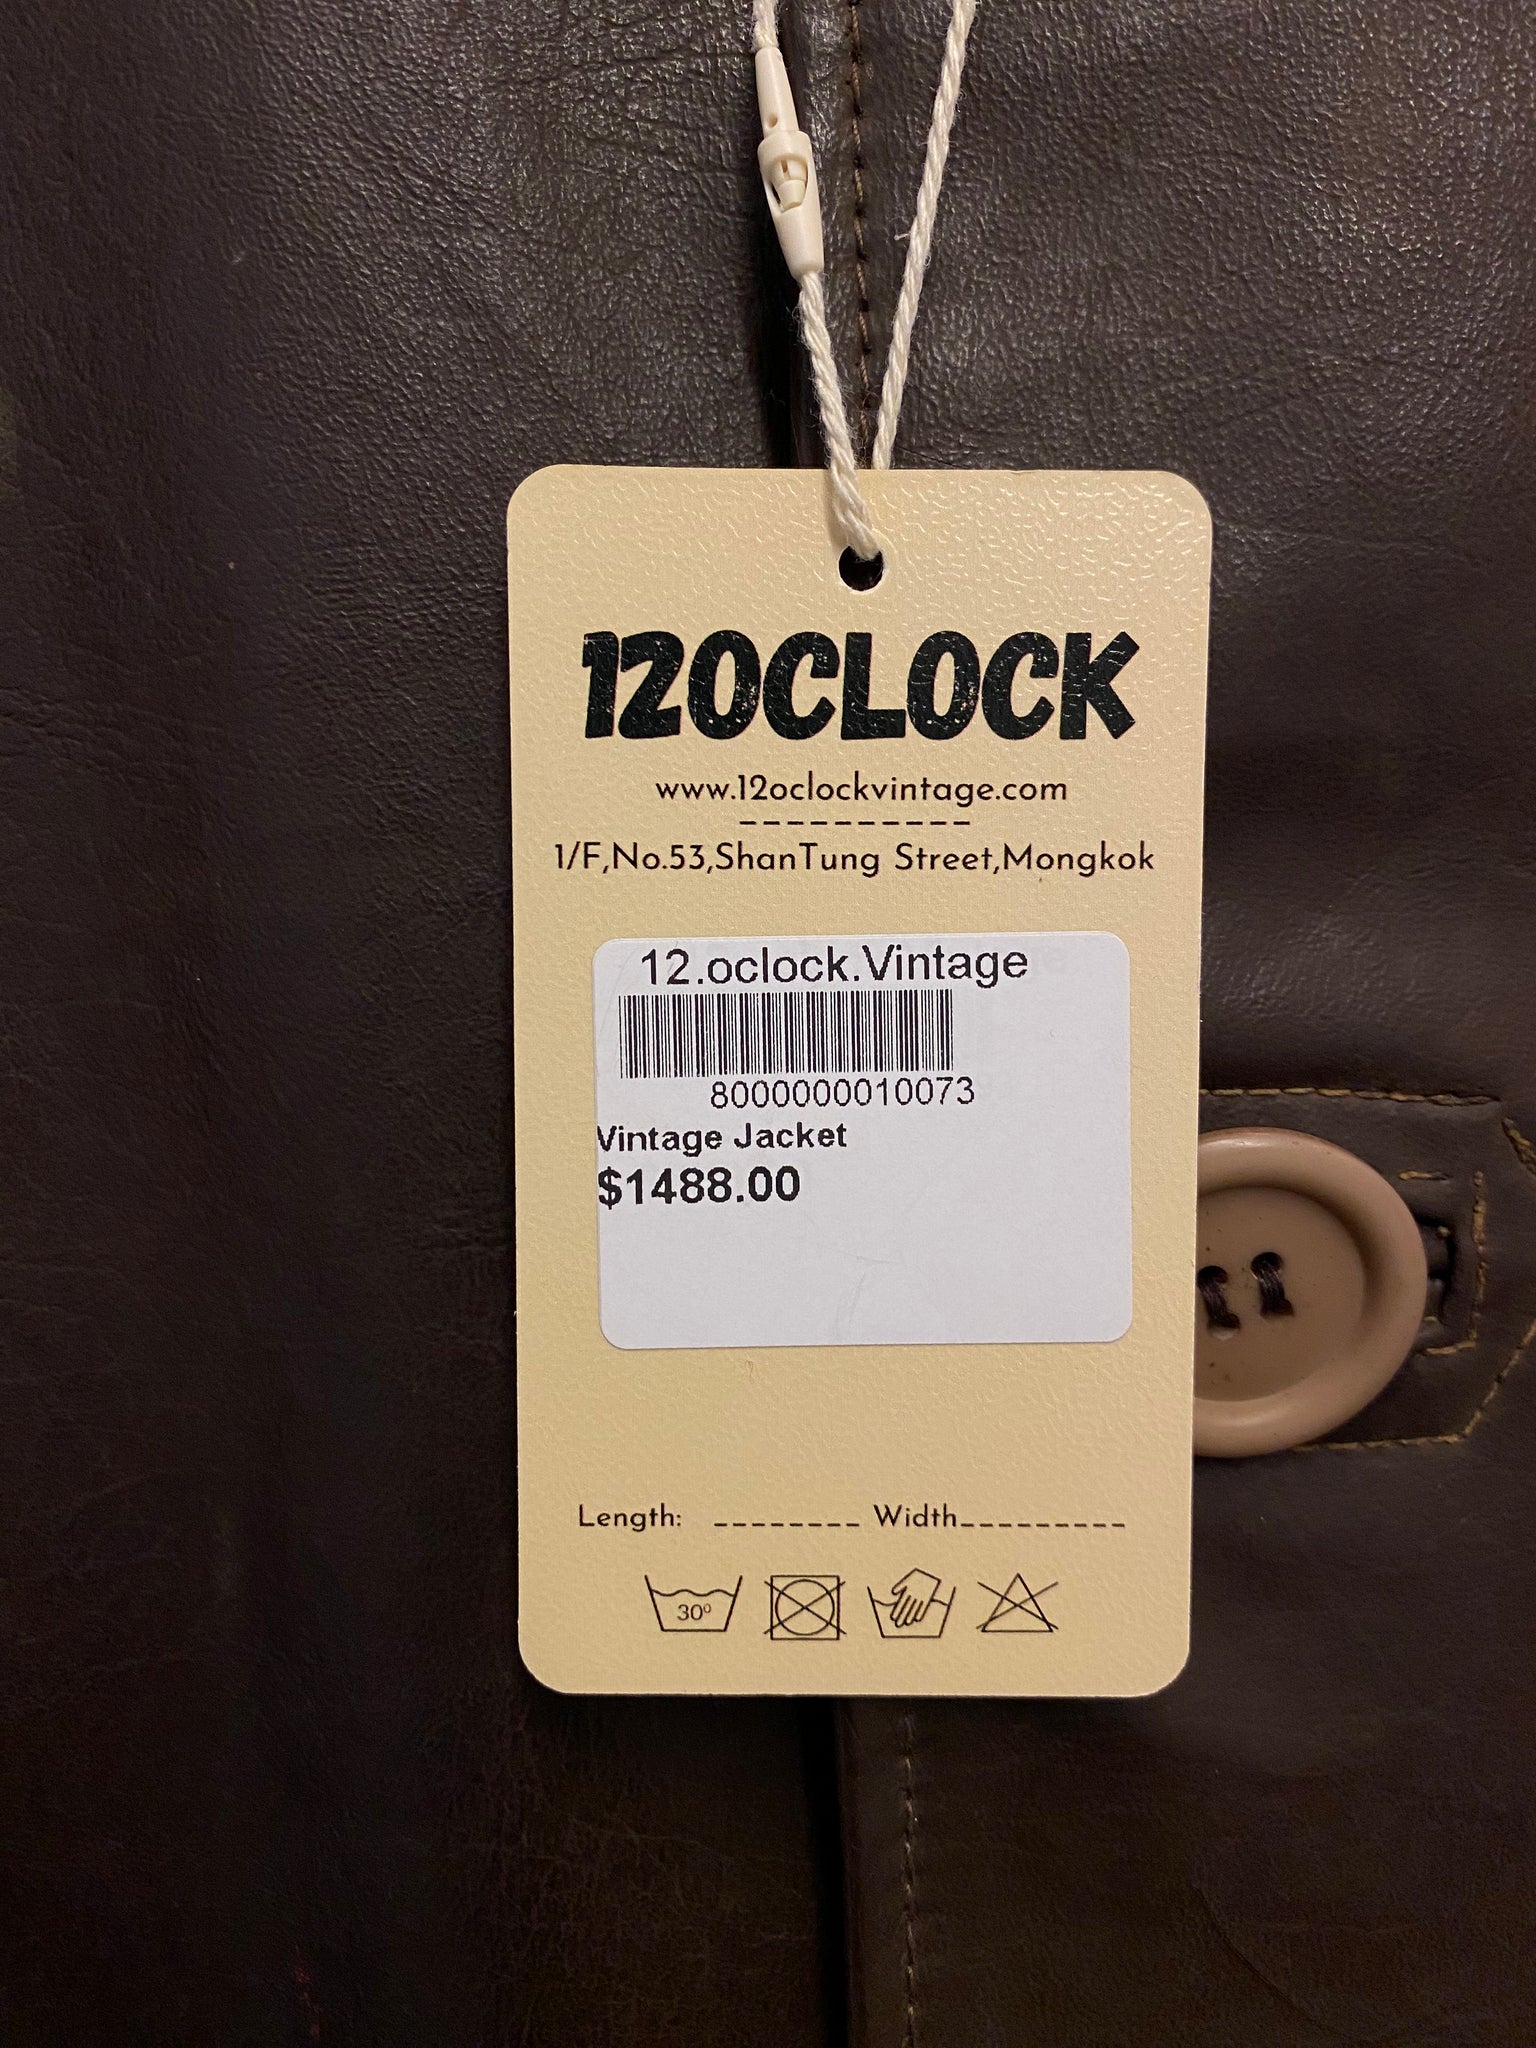 12OCLOCK
www.12oclockvintage.com
----------
1/F,No.53,ShanTung Street,Mongkok
12.oclock.Vintage
8000000010073
Vintage Jacket
$1488.00
Length: ________ Width_________
30°